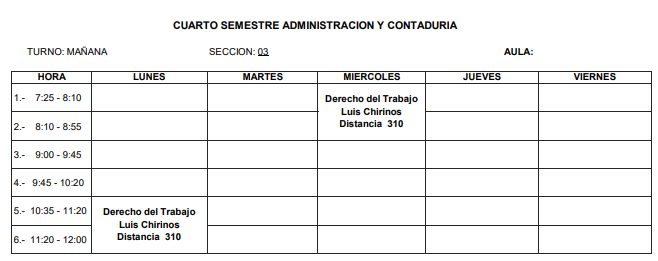 CUARTO SEMESTRE ADMINISTRACION Y CONTADURIA
TURNO: MAÑANA SECCION: 03 AULA:
HORA LUNES MARTES MIERCOLES JUEVES VIERNES
1.- 7:25 - 8:10
2.- 8:10 - 8:55
Derecho del Trabajo
Luis Chirinos
Distancia 310
3.- 9:00 - 9:45
4.- 9:45 - 10:20
5.- 10:35 - 11:20
6.- 11:20 - 12:00
Derecho del Trabajo
Luis Chirinos
Distancia 310